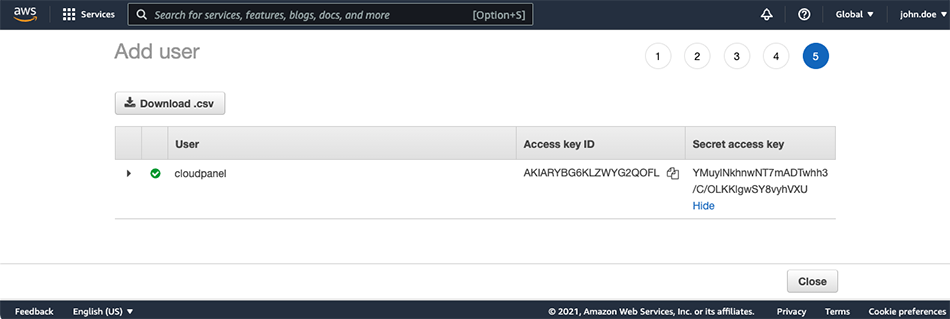 aws Services Search for services, features, blogs, docs, and more [Option+S] Global john.doe
Add user
1 2 3 4 5
Download .csv
User Access key ID Secret access key
cloudpanel AKIARYBG6KLZWYG2QOFL YMuylNkhnwNT7mADTwhh3
/C/OLKKlgwSY8vyhVXU
Hide
Close
Feedback English (US) © 2021, Amazon Web Services, Inc. or its affiliates. Privacy Terms Cookie preferences